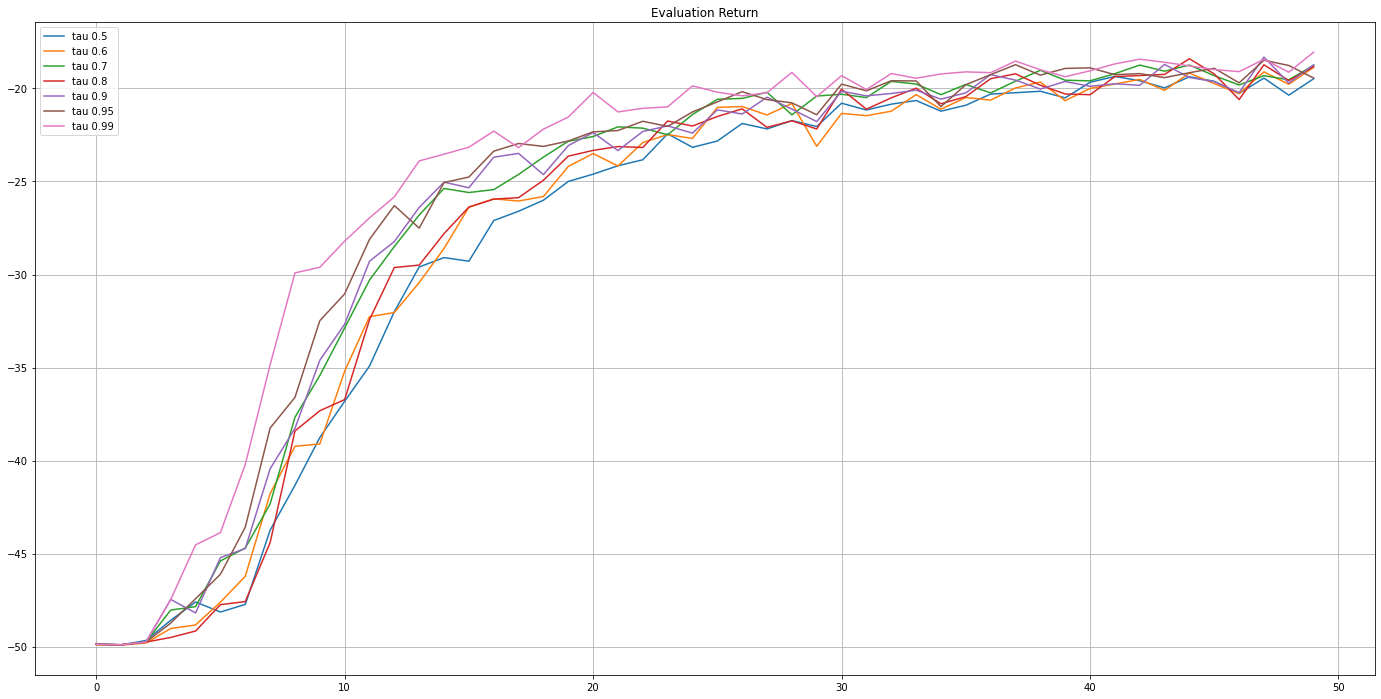 Evaluation Return
tau 0.5
tau 0.6
tau 0.7
tau 0.8
tau 0.9
tau 0.95
tau 0.99
−20
−25
−30
−35
−40
−45
−50
0 10 20 30 40 50